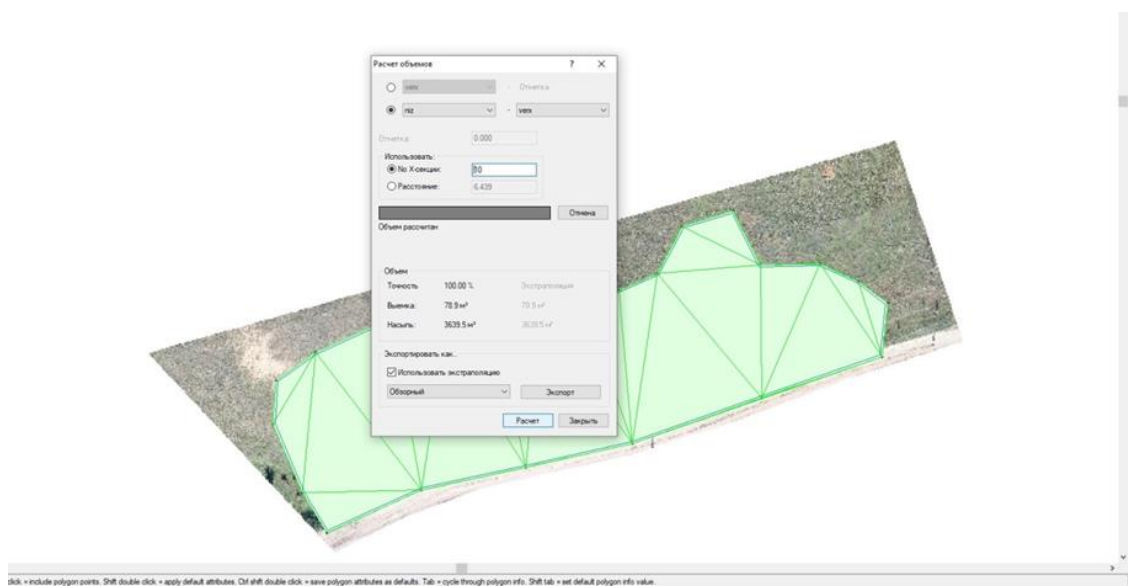 Расчет объемов ? X
verx - Отметка
niz - verx
Отметка: 0.000
Использовать:
No X-секции: 10
Расстояние: 6.439
Отмена
Объем рассчитан
Объем
Точность 100.00 % Экстраполяция
Выемка: 78.9 м³ 78.9 м³
Насыпь: 3639.5 м³ 3639.5 м³
Экспортировать как..
Использовать экстраполяцию
Обзорный Экспорт
Расчет Закрыть
click = include polygon points. Shift double click = apply default attributes. Ctrl shift double click = save polygon attributes as defaults. Tab = cycle through polygon info. Shift tab = set default polygon info value.